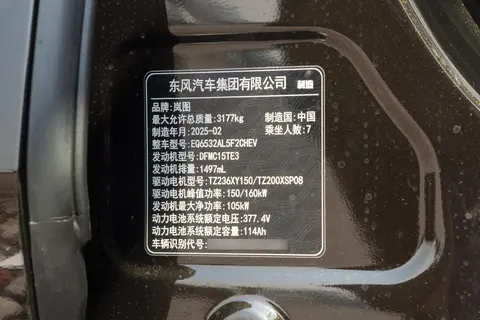 东风汽车集团有限公司 制造
品牌:岚图
最大允许总质量:3177kg 制造国:中国
制造年月:2025-02 乘坐人数:7
整车型号:EQ6532AL5F2CHEV
发动机型号:DFMC15TE3
发动机排量:1497mL
驱动电机型号:TZ236XY150/TZ200XSP08
驱动电机峰值功率:150/160kW
发动机最大净功率:105kW
动力电池系统额定电压:377.4V
动力电池系统额定容量:114Ah
车辆识别代号: